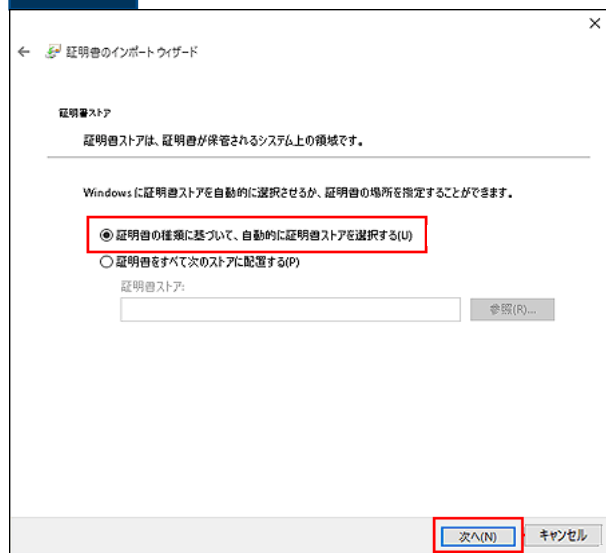 証明書のインポート ウィザード
証明書ストア
証明書ストアは、証明書が保管されるシステム上の領域です。
Windows に証明書ストアを自動的に選択させるか、証明書の場所を指定することができます。
証明書の種類に基づいて、自動的に証明書ストアを選択する(U)
証明書をすべて次のストアに配置する(P)
証明書ストア:
参照(R)...
次へ(N)
キャンセル